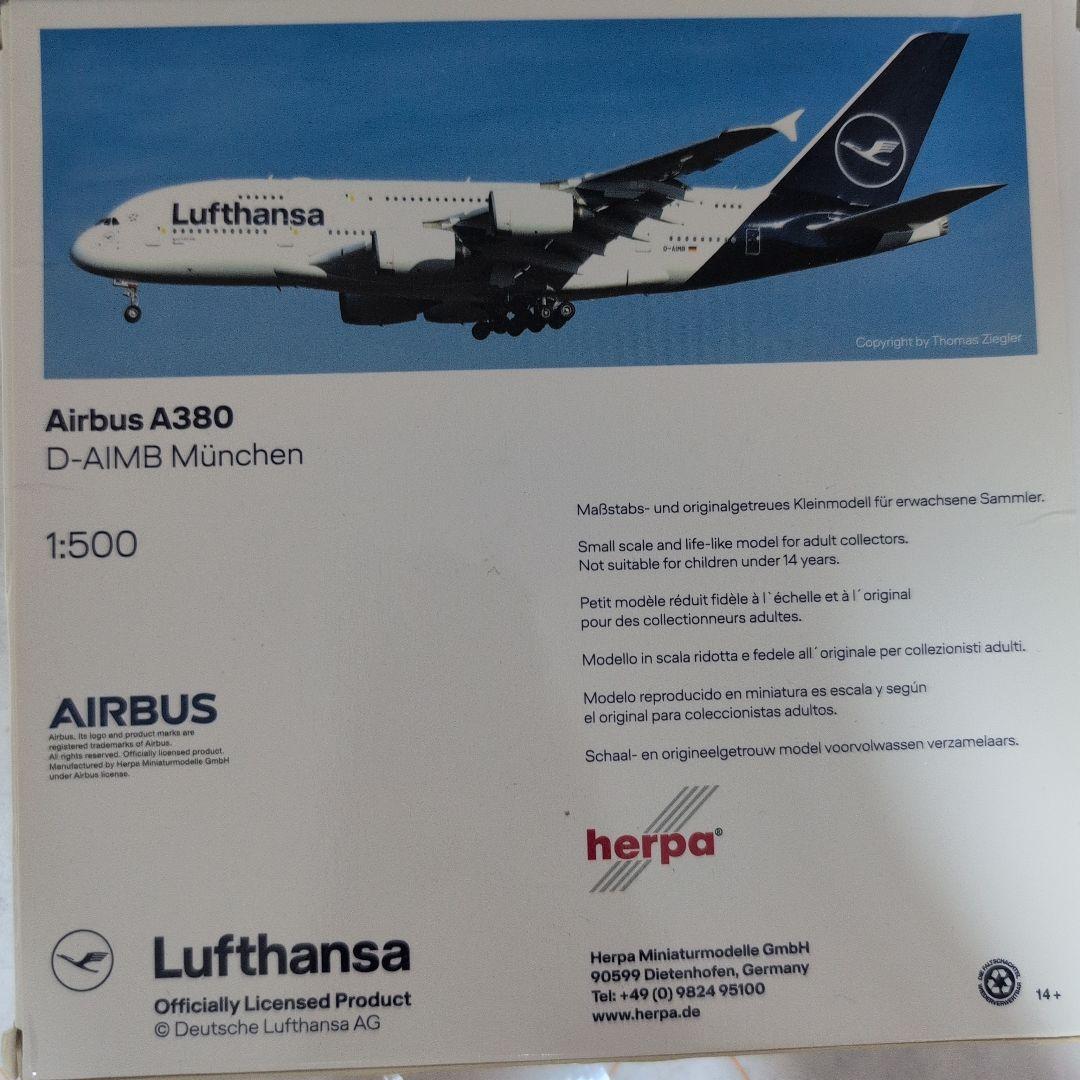 Lufthansa
D-AIMB
Copyright by Thomas Ziegler
Airbus A380
D-AIMB München
1:500
Maßstabs- und originalgetreues Kleinmodell für erwachsene Sammler.
Small scale and life-like model for adult collectors.
Not suitable for children under 14 years.
Petit modèle réduit fidèle à l`échelle et à l´original
pour des collectionneurs adultes.
Modello in scala ridotta e fedele all´originale per collezionisti adulti.
Modelo reproducido en miniatura es escala y según
el original para coleccionistas adultos.
Schaal- en origineelgetrouw model voorvolwassen verzamelaars.
AIRBUS
Airbus, its logo and product marks are
registered trademarks of Airbus.
All rights reserved. Officially licensed product.
Manufactured by Herpa Miniaturmodelle GmbH
under Airbus license.
herpa®
Lufthansa
Officially Licensed Product
© Deutsche Lufthansa AG
Herpa Miniaturmodelle GmbH
90599 Dietenhofen, Germany
Tel: +49 (0) 9824 95100
www.herpa.de
DIE FALTSCHACHTEL
WIEDERVERWERTBAR
14 +